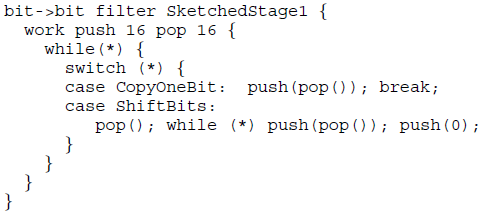 bit->bit filter SketchedStage1 {
  work push 16 pop 16 {
    while(*) {
      switch (*) {
      case CopyOneBit:  push(pop()); break;
      case ShiftBits:
         pop(); while (*) push(pop()); push(0);
      }
    }
  }
}